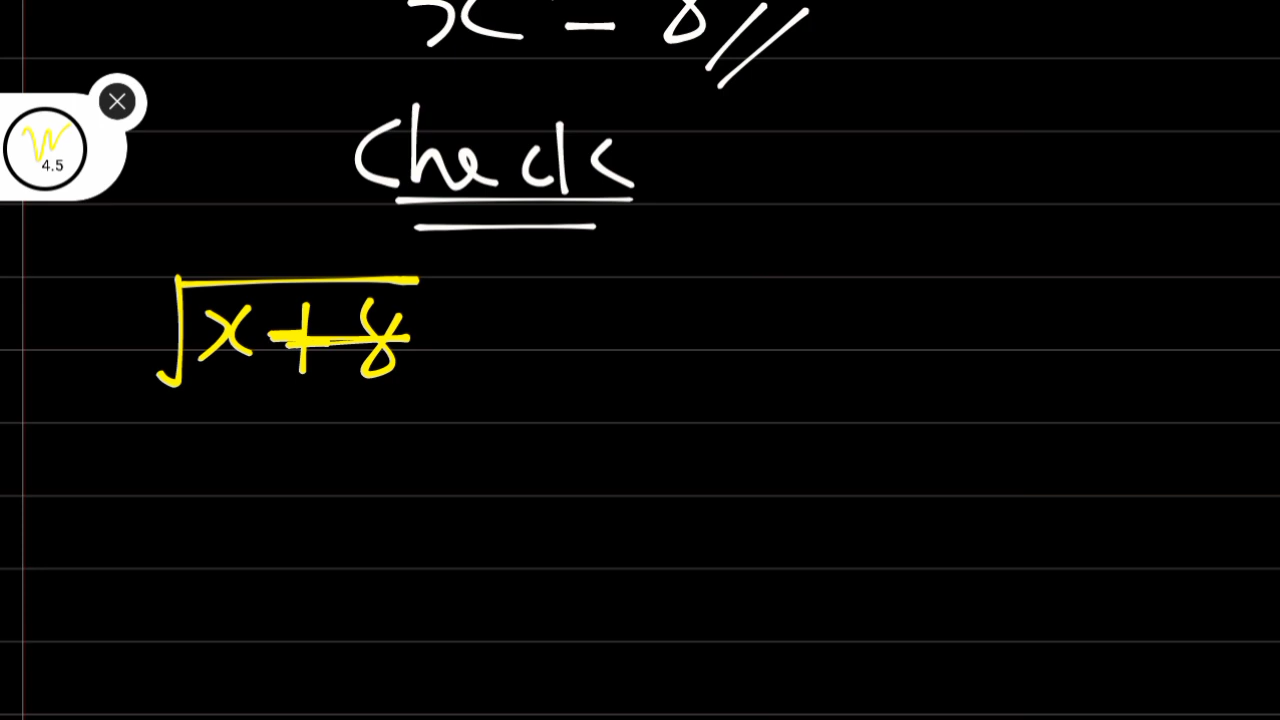 x = 8//
Check
W
4.5
√x+8